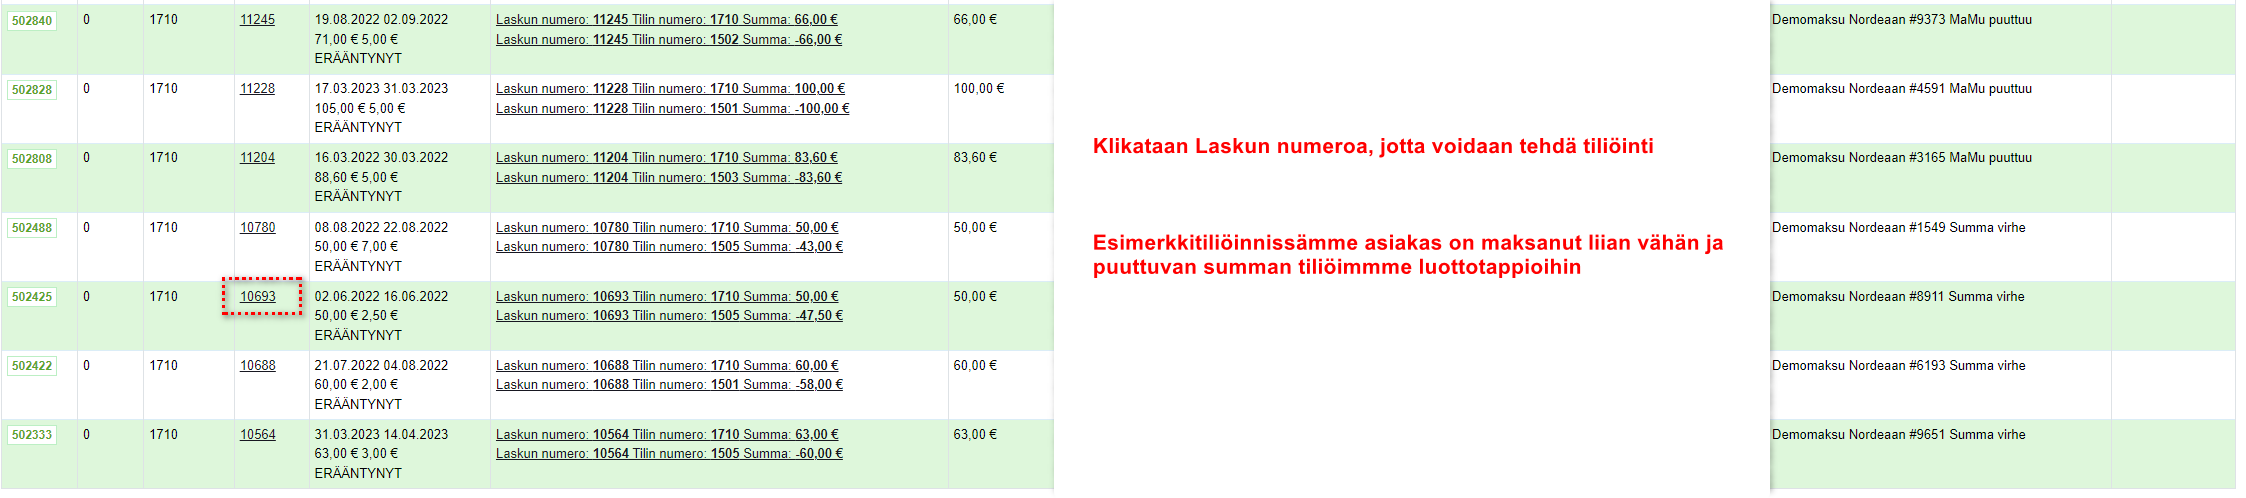 502840 0 1710 11245 19.08.2022 02.09.2022 Laskun numero: 11245 Tilin numero: 1710 Summa: 66,00 € 66,00 € Demomaksu Nordeaan #9373 MaMu puuttuu
71,00 € 5,00 € Laskun numero: 11245 Tilin numero: 1502 Summa: -66,00 €
ERÄÄNTYNYT
502828 0 1710 11228 17.03.2023 31.03.2023 Laskun numero: 11228 Tilin numero: 1710 Summa: 100,00 € 100,00 € Demomaksu Nordeaan #4591 MaMu puuttuu
105,00 € 5,00 € Laskun numero: 11228 Tilin numero: 1501 Summa: -100,00 €
ERÄÄNTYNYT
Klikataan Laskun numeroa, jotta voidaan tehdä tiliöinti
502808 0 1710 11204 16.03.2022 30.03.2022 Laskun numero: 11204 Tilin numero: 1710 Summa: 83,60 € 83,60 € Demomaksu Nordeaan #3165 MaMu puuttuu
88,60 € 5,00 € Laskun numero: 11204 Tilin numero: 1503 Summa: -83,60 €
ERÄÄNTYNYT
502488 0 1710 10780 08.08.2022 22.08.2022 Laskun numero: 10780 Tilin numero: 1710 Summa: 50,00 € 50,00 € Demomaksu Nordeaan #1549 Summa virhe
50,00 € 7,00 € Laskun numero: 10780 Tilin numero: 1505 Summa: -43,00 €
ERÄÄNTYNYT
Esimerkkitiliöinnissämme asiakas on maksanut liian vähän ja
puuttuvan summan tiliöimmme luottotappioihin
502425 0 1710 10693 02.06.2022 16.06.2022 Laskun numero: 10693 Tilin numero: 1710 Summa: 50,00 € 50,00 € Demomaksu Nordeaan #8911 Summa virhe
50,00 € 2,50 € Laskun numero: 10693 Tilin numero: 1505 Summa: -47,50 €
ERÄÄNTYNYT
502422 0 1710 10688 21.07.2022 04.08.2022 Laskun numero: 10688 Tilin numero: 1710 Summa: 60,00 € 60,00 € Demomaksu Nordeaan #6193 Summa virhe
60,00 € 2,00 € Laskun numero: 10688 Tilin numero: 1501 Summa: -58,00 €
ERÄÄNTYNYT
502333 0 1710 10564 31.03.2023 14.04.2023 Laskun numero: 10564 Tilin numero: 1710 Summa: 63,00 € 63,00 € Demomaksu Nordeaan #9651 Summa virhe
63,00 € 3,00 € Laskun numero: 10564 Tilin numero: 1505 Summa: -60,00 €
ERÄÄNTYNYT